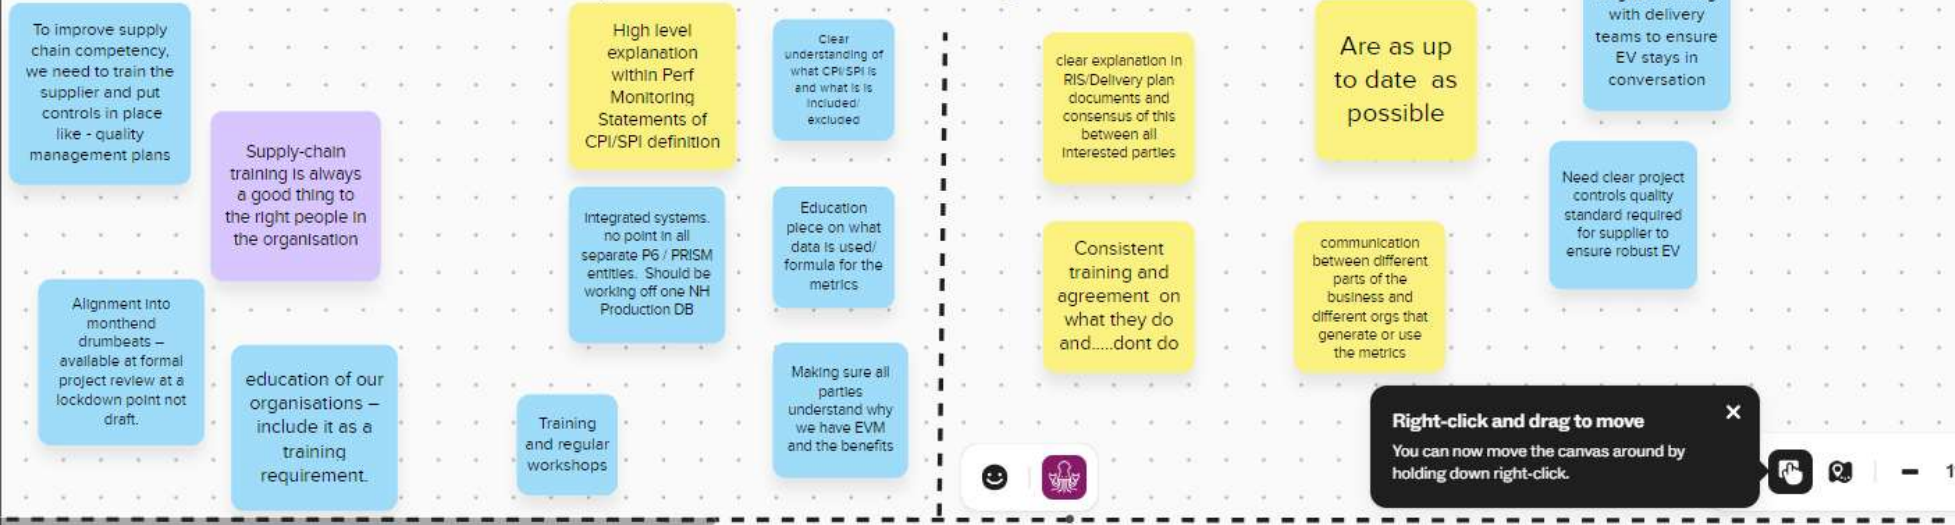 To improve supply
chain competency,
we need to train the
supplier and put
controls in place
like - quality
management plans
Supply-chain
training is always
a good thing to
the right people in
the organisation
Alignment into
monthend
drumbeats –
available at formal
project review at a
lockdown point not
draft.
education of our
organisations –
include it as a
training
requirement.
High level
explanation
within Perf
Monitoring
Statements of
CPI/SPI definition
Clear
understanding of
what CPI/SPI is
and what is is
included/
excluded
Integrated systems.
no point in all
separate P6 / PRISM
entities. Should be
working off one NH
Production DB
Education
piece on what
data is used/
formula for the
metrics
Training
and regular
workshops
Making sure all
parties
understand why
we have EVM
and the benefits
clear explanation in
RIS/Delivery plan
documents and
consensus of this
between all
interested parties
Are as up
to date as
possible
with delivery
teams to ensure
EV stays in
conversation
Need clear project
controls quality
standard required
for supplier to
ensure robust EV
Consistent
training and
agreement on
what they do
and.....dont do
communication
between different
parts of the
business and
different orgs that
generate or use
the metrics
Right-click and drag to move
You can now move the canvas around by
holding down right-click.